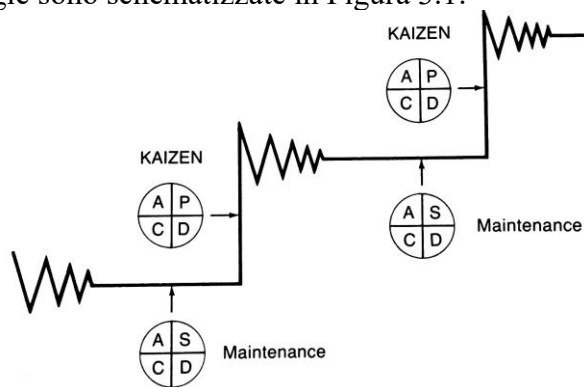 gie sono schematizzate in Figura 3.1:
KAIZEN
A P
C D
KAIZEN
A P
C D
A S
C D
Maintenance
A S
C D
Maintenance